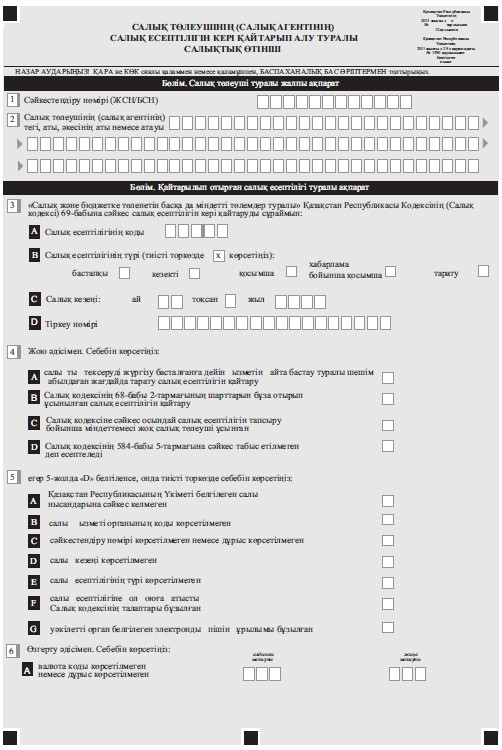 Қазақстан Республикасы
САЛЫҚ ТӨЛЕУШІНІҢ (САЛЫҚ АГЕНТІНІҢ)
САЛЫҚ ЕСЕПТІЛІГІН КЕРІ ҚАЙТАРЫП АЛУ ТУРАЛЫ
САЛЫҚТЫҚ ӨТІНІШ
НАЗАР АУДАРЫҢЫЗ! ҚАРА не КӨК сиялы қаламмен немесе қаламұшпен, БАСПАХАНАЛЫҚ БАС ӘРІПТЕРМЕН толтырыңыз.
Бөлім. Салық төлеуші туралы жалпы ақпарат
1 Сәйкестендіру нөмірі (ЖСН/БСН)
2 Салық төлеушінің (салық агентінің)
тегі, аты, әкесінің аты немесе атауы
Бөлім. Қайтарылып отырған салық есептілігі туралы ақпарат
3 «Салық және бюджетке төленетін басқа да міндетті төлемдер туралы» Қазақстан Республикасы Кодексінің (Салық
кодексі) 69-бабына сәйкес салық есептілігін кері қайтаруды сұраймын:
A Салық есептілігінің коды
B Салық есептілігінің түрі (тиісті торкөзде x көрсетіңіз):
бастапқы кезекті қосымша хабарлама
бойынша қосымша тарату
C Салық кезеңі: ай тоқсан жыл
D Тіркеу нөмірі
4 Жою әдісімен. Себебін көрсетіңіз:
A салы ты тексеруді жүргізу басталғанға дейін ызметін айта бастау туралы шешім
абылдаған жағдайда тарату салық есептілігін қайтару
B Салық кодексінің 68-бабы 2-тармағының шарттарын бұза отырып
ұсынылған салық есептілігін қайтару
C Салық кодексіне сәйкес осындай салық есептілігін тапсыру
бойынша міндеттемесі жоқ салық төлеуші ұсынған
D Салық кодексінің 584-бабы 5-тармағына сәйкес табыс етілмеген
деп есептеледі
5 егер 5-жолда «D» белгіленсе, онда тиісті торкөзде себебін көрсетіңіз:
A Қазақстан Республикасының Үкіметі белгілеген салы
нысандарына сәйкес келмеген
B салы ызметі органының коды көрсетілмеген
C сәйкестендіру нөмірі көрсетілмеген немесе дұрыс көрсетілмеген
D салы кезеңі көрсетілмеген
E салы есептілігінің түрі көрсетілмеген
F салы есептілігіне ол оюға атысты
Салық кодексінің талаптары бұзылған
G уәкілетті орган белгілеген электронды пішін ұрылымы бұзылған
6 Өзгерту әдісімен. Себебін көрсетіңіз:
A валюта коды көрсетілмеген
немесе дұрыс көрсетілмеген